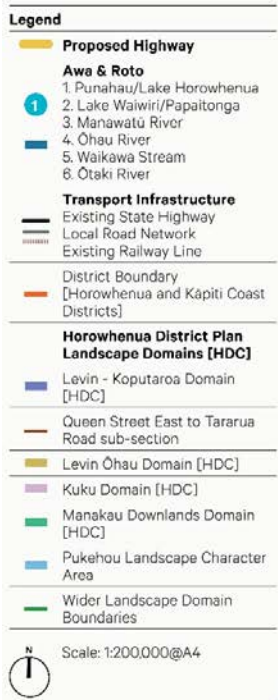 Legend
Proposed Highway
Awa & Roto
1. Punahau/Lake Horowhenua
1
2. Lake Waiwiri/Papaitonga
3. Manawatū River
4. Ōhau River
5. Waikawa Stream
6. Ōtaki River
Transport Infrastructure
Existing State Highway
Local Road Network
Existing Railway Line
District Boundary
[Horowhenua and Kāpiti Coast
Districts]
Horowhenua District Plan
Landscape Domains [HDC]
Levin - Koputaroa Domain
[HDC]
Queen Street East to Tararua
Road sub-section
Levin Ōhau Domain [HDC]
Kuku Domain [HDC]
Manakau Downlands Domain
[HDC]
Pukehou Landscape Character
Area
Wider Landscape Domain
Boundaries
N
Scale: 1:200,000@A4